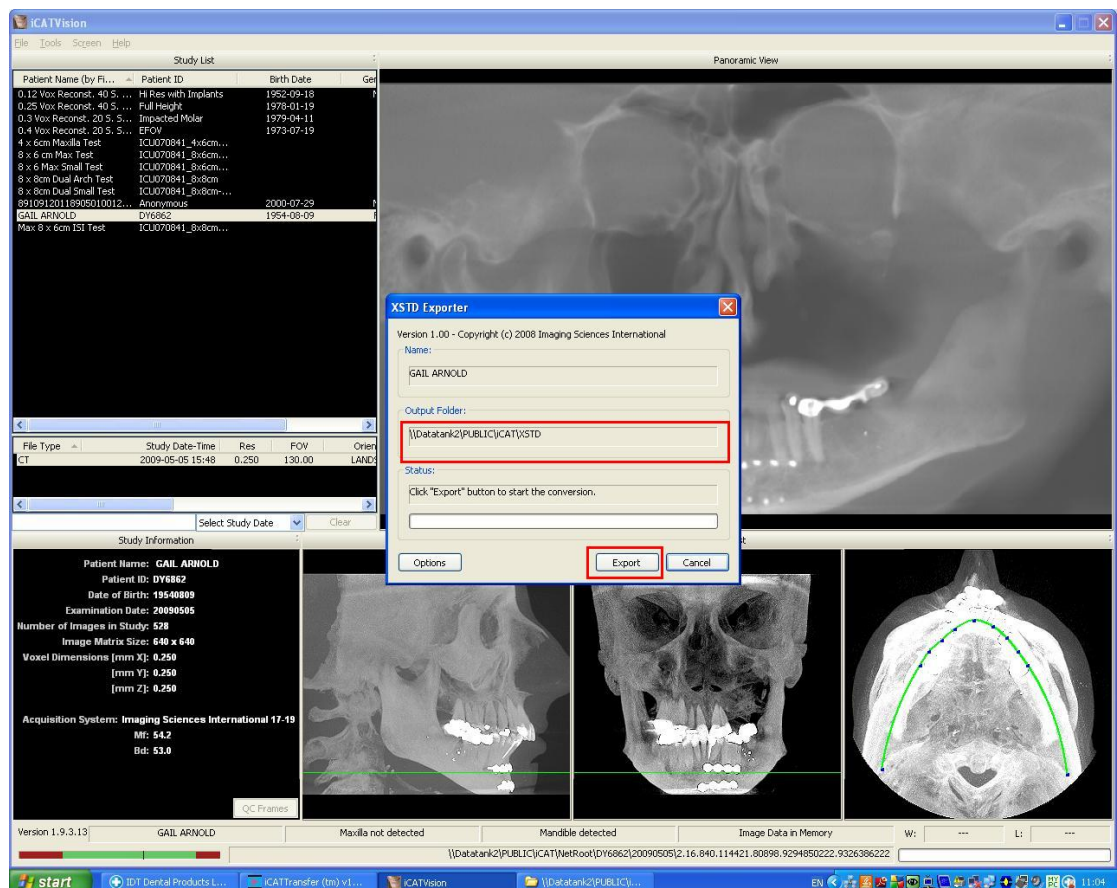 iCATVision
File Tools Screen Help
Study List
Patient Name (by Fi... Patient ID Birth Date Ger
0.12 Vox Reconst. 40 S. ... Hi Res with Implants 1952-09-18
0.25 Vox Reconst. 40 S. ... Full Height 1978-01-19
0.3 Vox Reconst. 20 S. S... Impacted Molar 1979-04-11
0.4 Vox Reconst. 20 S. S... EFOV 1973-07-19
4 x 6cm Maxilla Test ICU070841_4x6cm...
8 x 6 cm Max Test ICU070841_8x6cm...
8 x 6 Max Small Test ICU070841_8x6cm...
8 x 8cm Dual Arch Test ICU070841_8x8cm
8 x 8cm Dual Small Test ICU070841_8x8cm-...
89109120118905010012... Anonymous 2000-07-29
GAIL ARNOLD DY6862 1954-08-09
Max 8 x 6cm ISI Test ICU070841_8x8cm...
File Type Study Date-Time Res FOV Orien
CT 2009-05-05 15:48 0.250 130.00 LANDS
Select Study Date Clear
Panoramic View
XSTD Exporter
Version 1.00 - Copyright (c) 2008 Imaging Sciences International
Name:
GAIL ARNOLD
Output Folder:
\\Datatank2\PUBLIC\iCAT\XSTD
Status:
Click "Export" button to start the conversion.
Options Export Cancel
Study Information
Patient Name: GAIL ARNOLD
Patient ID: DY6862
Date of Birth: 19540809
Examination Date: 20090505
Number of Images in Study: 528
Image Matrix Size: 640 x 640
Voxel Dimensions [mm X]: 0.250
[mm Y]: 0.250
[mm Z]: 0.250
Acquisition System: Imaging Sciences International 17-19
Mf: 54.2
Bd: 53.0
QC Frames
Version 1.9.3.13 GAIL ARNOLD Maxilla not detected Mandible detected Image Data in Memory W: --- L: ---
\\Datatank2\PUBLIC\iCAT\NetRoot\DY6862\20090505\2.16.840.114421.80898.9294850222.9326386222
start IDT Dental Products L... iCATTransfer (tm) v1... iCATVision \\Datatank2\PUBLIC\i... EN 11:04